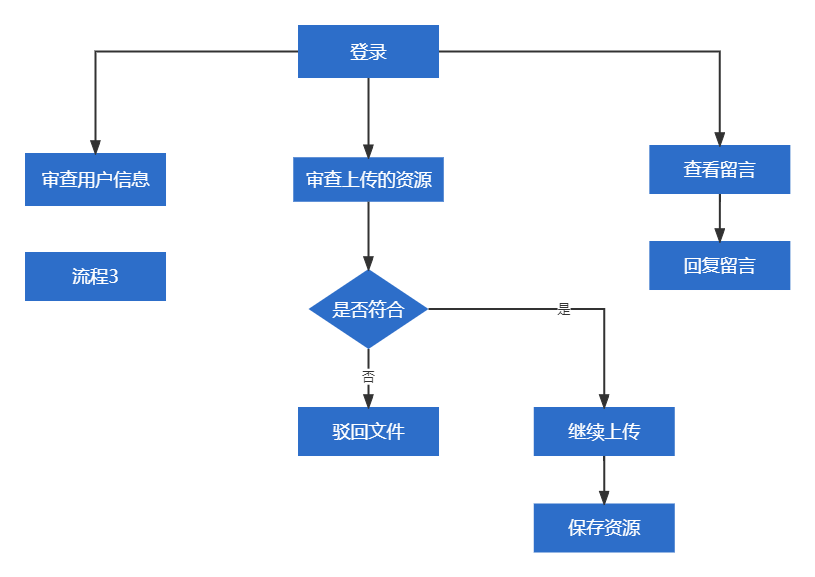 登录
审查用户信息
审查上传的资源
查看留言
流程3
回复留言
是否符合
是
否
驳回文件
继续上传
保存资源